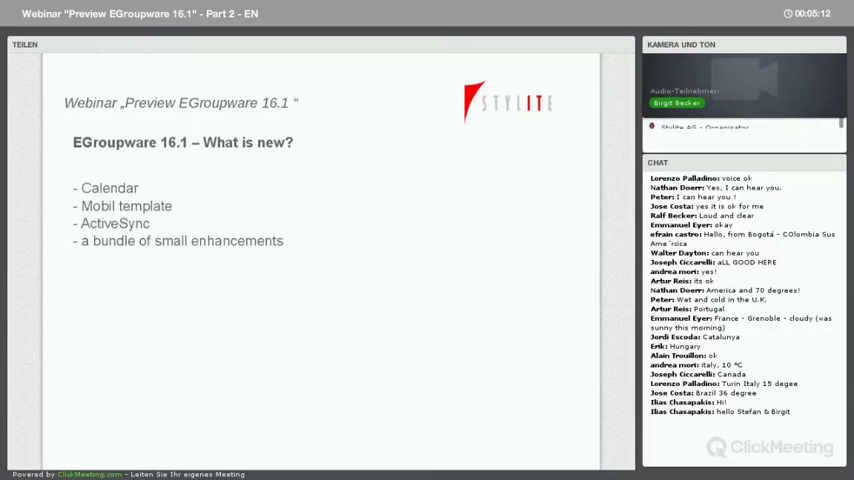 Webinar "Preview EGroupware 16.1" - Part 2 - EN
00:05:12
TEILEN
Webinar „Preview EGroupware 16.1 “
STYLITE
EGroupware 16.1 – What is new?
- Calendar
- Mobil template
- ActiveSync
- a bundle of small enhancements
KAMERA UND TON
Audio-Teilnehmer:
Birgit Becker
Stylite AG - Organisator
CHAT
Lorenzo Palladino: voice ok
Nathan Doerr: Yes, I can hear you.
Peter: I can hear you !
Jose Costa: yes it is ok for me
Ralf Becker: Loud and clear
Emmanuel Eyer: okay
efrain castro: Hello, from Bogotá - COlombia Sus
Ame´rica
Walter Dayton: can hear you
Joseph Ciccarelli: aLL GOOD HERE
andrea mori: yes!
Artur Reis: its ok
Nathan Doerr: America and 70 degrees!
Peter: Wet and cold in the U.K.
Artur Reis: Portugal
Emmanuel Eyer: France - Grenoble - cloudy (was
sunny this morning)
Jordi Escoda: Catalunya
Erik: Hungary
Alain Trouillon: ok
andrea mori: italy, 10 °C
Joseph Ciccarelli: Canada
Lorenzo Palladino: Turin Italy 15 degee
Jose Costa: Brazil 36 degree
Ilias Chasapakis: Hi!
Ilias Chasapakis: hello Stefan & Birgit
ClickMeeting
Powered by ClickMeeting.com - Leiten Sie Ihr eigenes Meeting